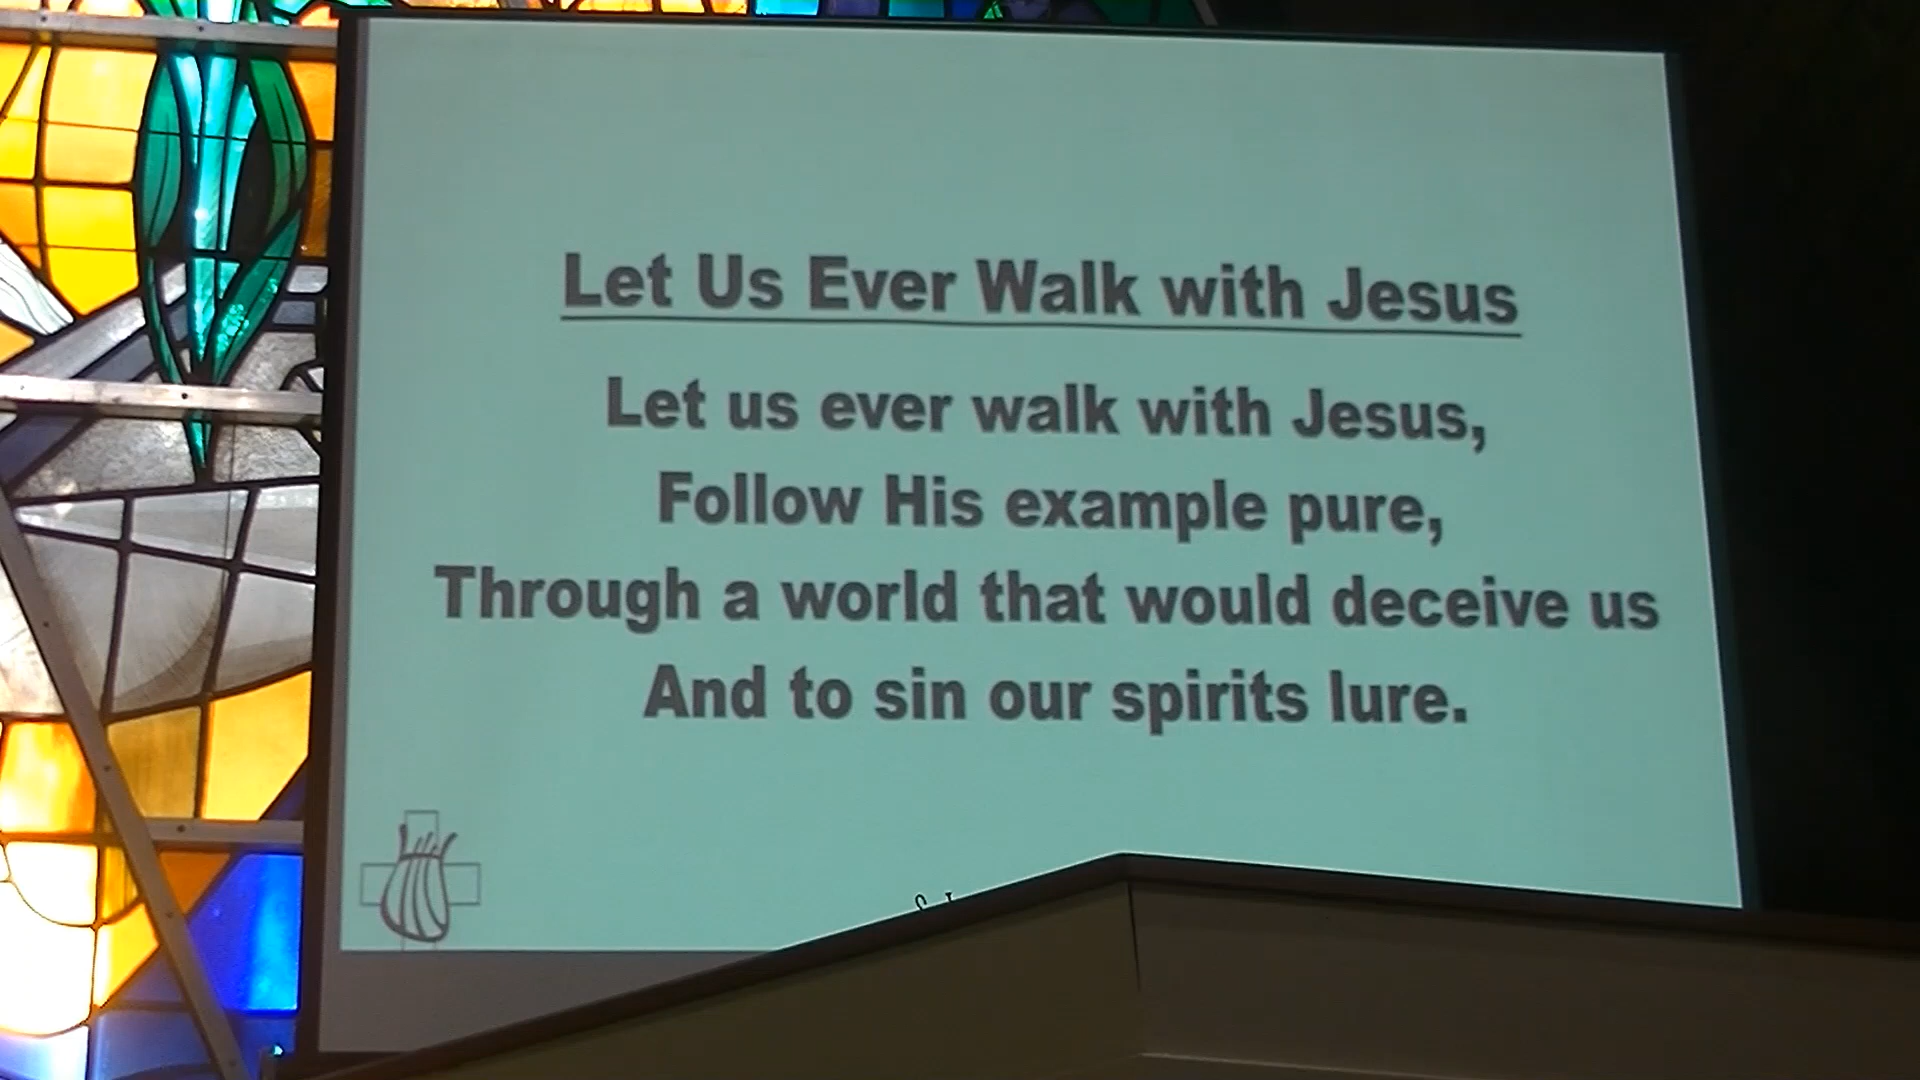 Let Us Ever Walk with Jesus
Let us ever walk with Jesus,
Follow His example pure,
Through a world that would deceive us
And to sin our spirits lure.